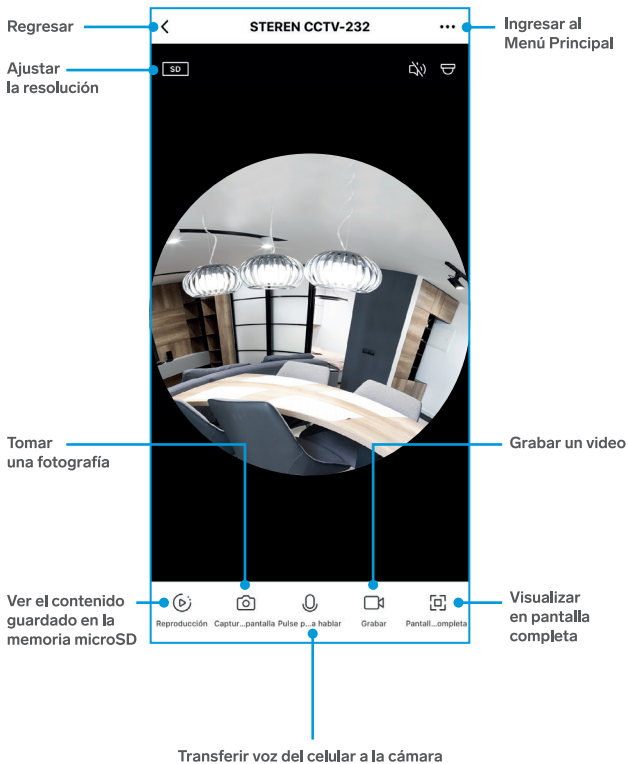 Regresar
STEREN CCTV-232
Ingresar al
Menú Principal
Ajustar
la resolución
SD
Tomar
una fotografía
Grabar un video
Ver el contenido
guardado en la
memoria microSD
Reproducción
Captur...pantalla
Pulse p...a hablar
Grabar
Pantall...ompleta
Visualizar
en pantalla
completa
Transferir voz del celular a la cámara